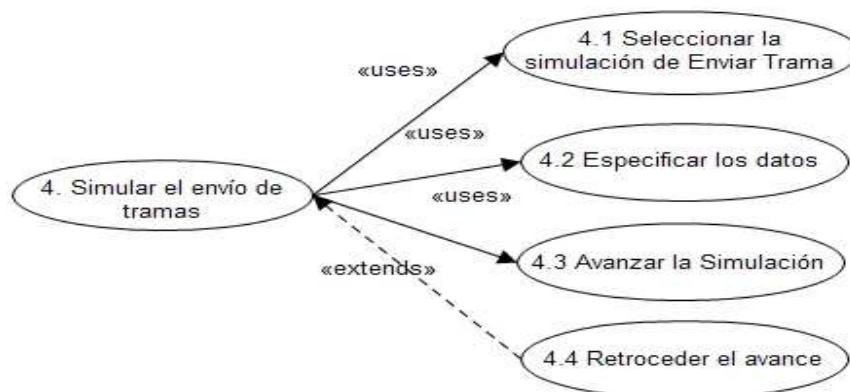 4.1 Seleccionar la
simulación de Enviar Trama
«uses»
«uses»
4.2 Especificar los datos
4. Simular el envío de
tramas
«uses»
4.3 Avanzar la Simulación
«extends»
4.4 Retroceder el avance